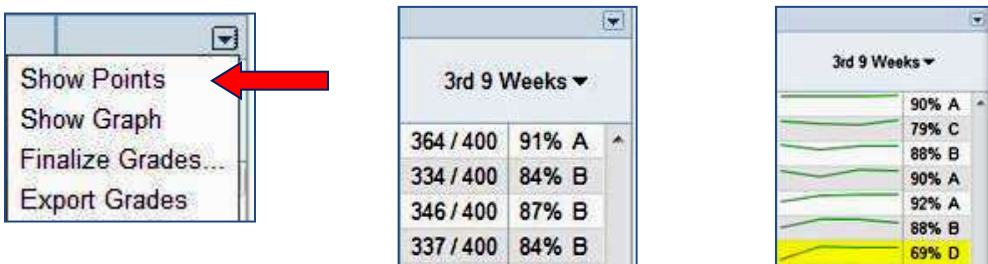 Show Points
Show Graph
Finalize Grades...
Export Grades
3rd 9 Weeks
364 / 400 91% A
334 / 400 84% B
346 / 400 87% B
337 / 400 84% B
3rd 9 Weeks
90% A
79% C
88% B
90% A
92% A
88% B
69% D